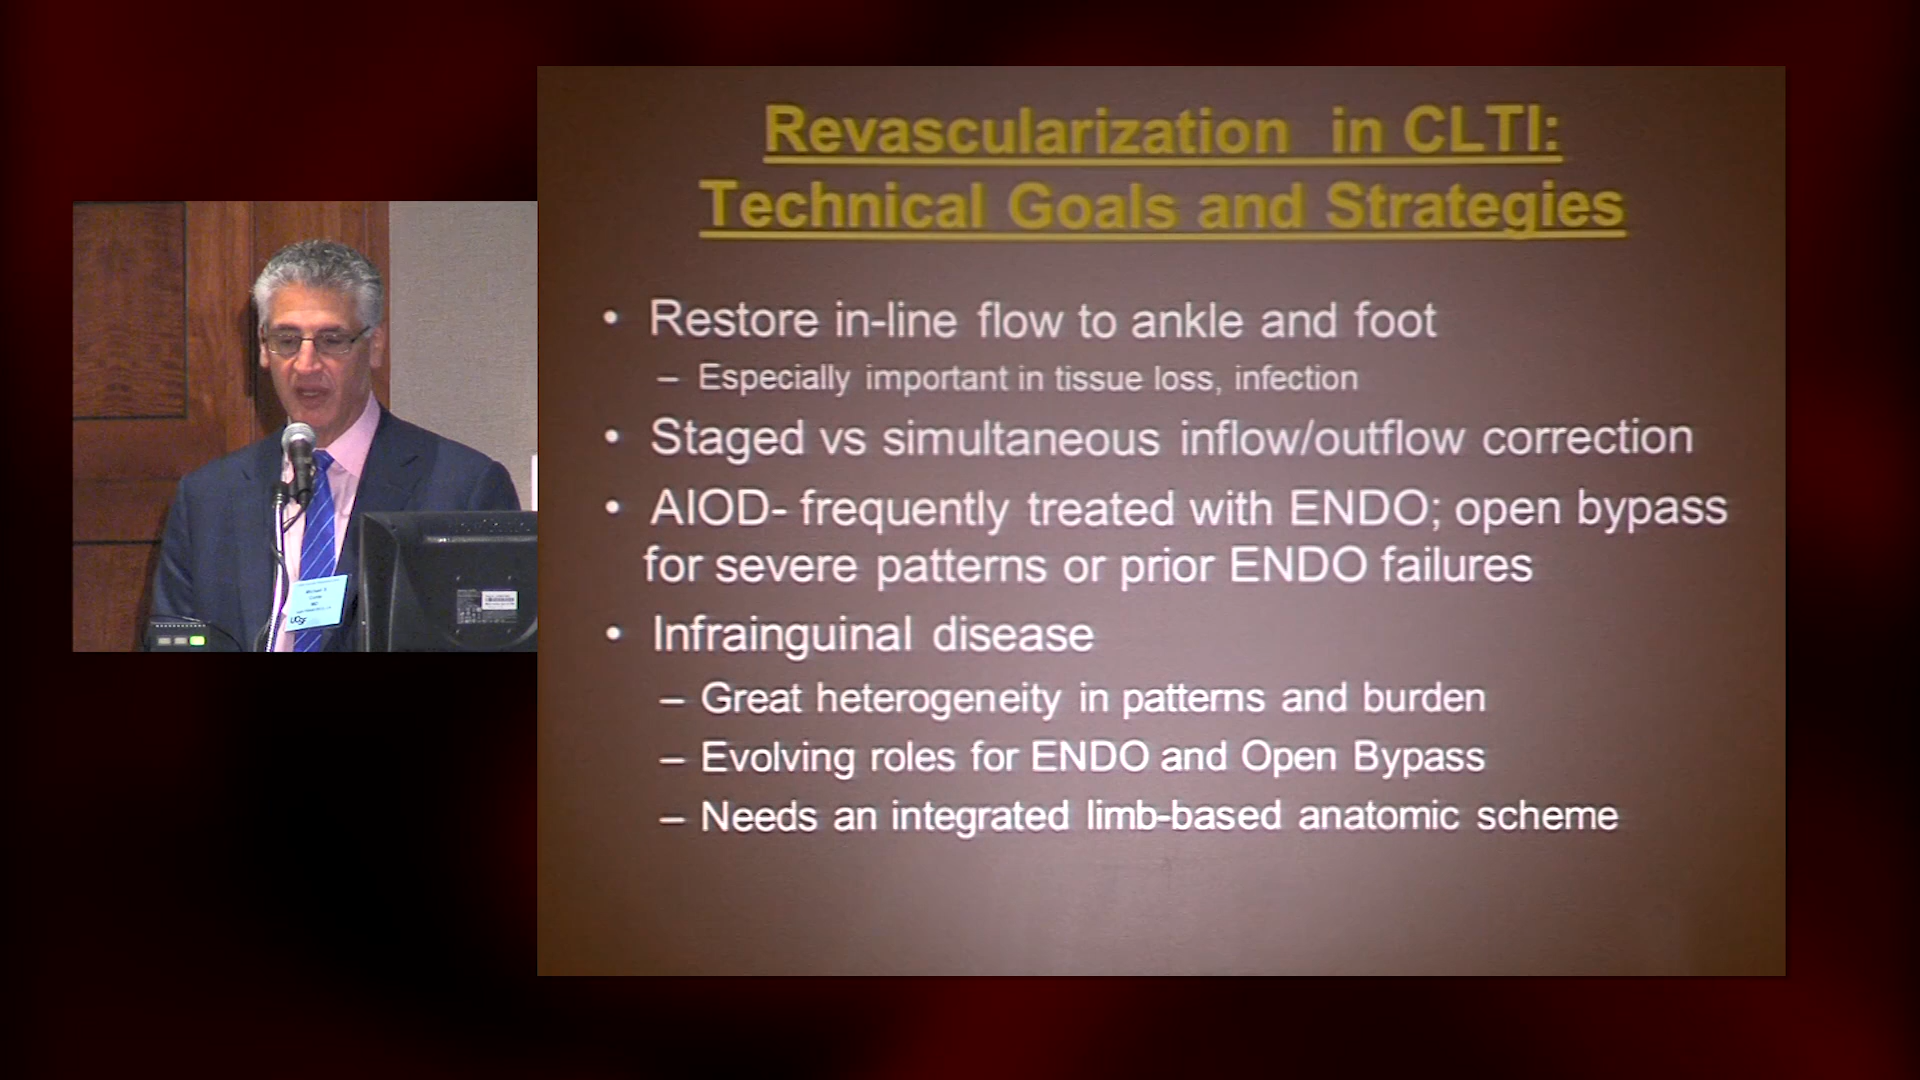 Revascularization in CLTI:
Technical Goals and Strategies
• Restore in-line flow to ankle and foot
– Especially important in tissue loss, infection
• Staged vs simultaneous inflow/outflow correction
• AIOD- frequently treated with ENDO; open bypass
for severe patterns or prior ENDO failures
• Infrainguinal disease
– Great heterogeneity in patterns and burden
– Evolving roles for ENDO and Open Bypass
– Needs an integrated limb-based anatomic scheme
Michael S
MD
UCSF